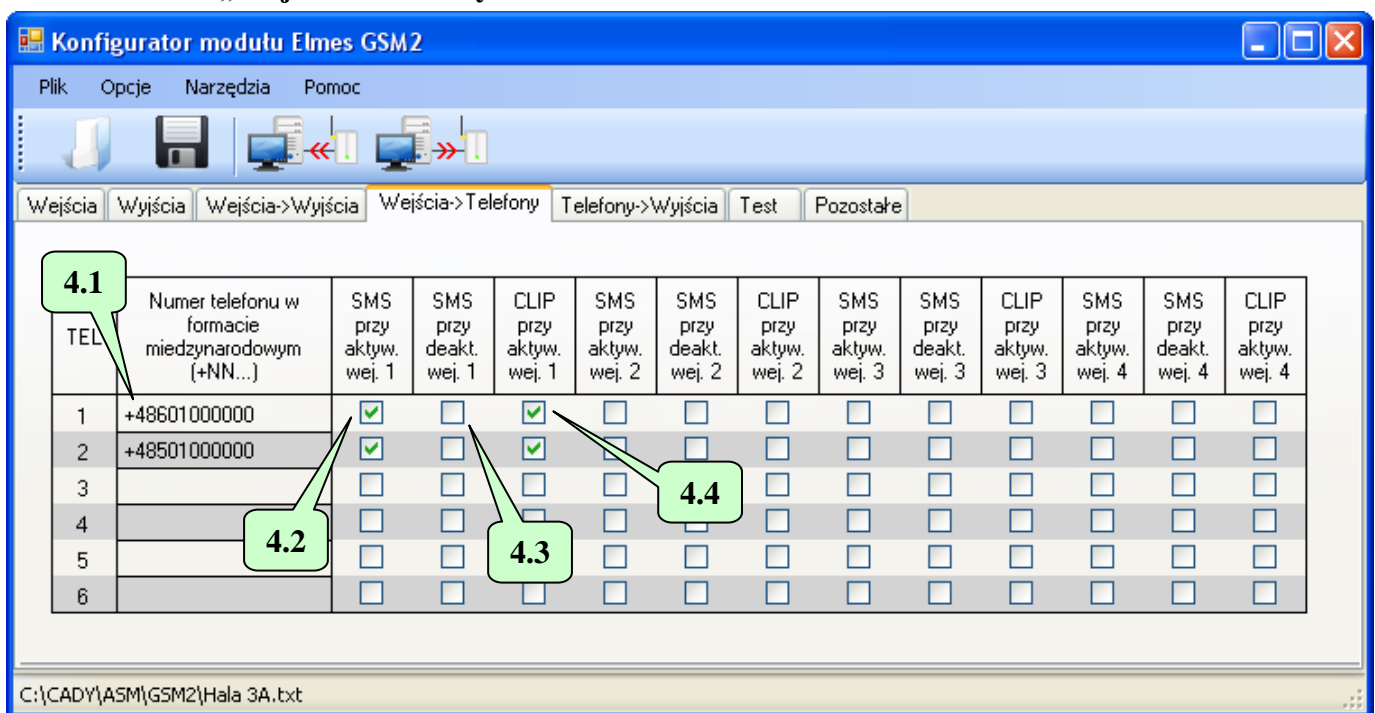 Konfigurator modułu Elmes GSM2
Plik Opcje Narzędzia Pomoc
Wejścia Wyjścia Wejścia->Wyjścia Wejścia->Telefony Telefony->Wyjścia Test Pozostałe
4.1
TEL
Numer telefonu w
formacie
miedzynarodowym
(+NN...)
SMS
przy
aktyw.
wej. 1
SMS
przy
deakt.
wej. 1
CLIP
przy
aktyw.
wej. 1
SMS
przy
aktyw.
wej. 2
SMS
przy
deakt.
wej. 2
CLIP
przy
aktyw.
wej. 2
SMS
przy
aktyw.
wej. 3
SMS
przy
deakt.
wej. 3
CLIP
przy
aktyw.
wej. 3
SMS
przy
aktyw.
wej. 4
SMS
przy
deakt.
wej. 4
CLIP
przy
aktyw.
wej. 4
1 +48601000000
2 +48501000000
3
4.4
4
4.2
4.3
5
6
C:\CADY\ASM\GSM2\Hala 3A.txt